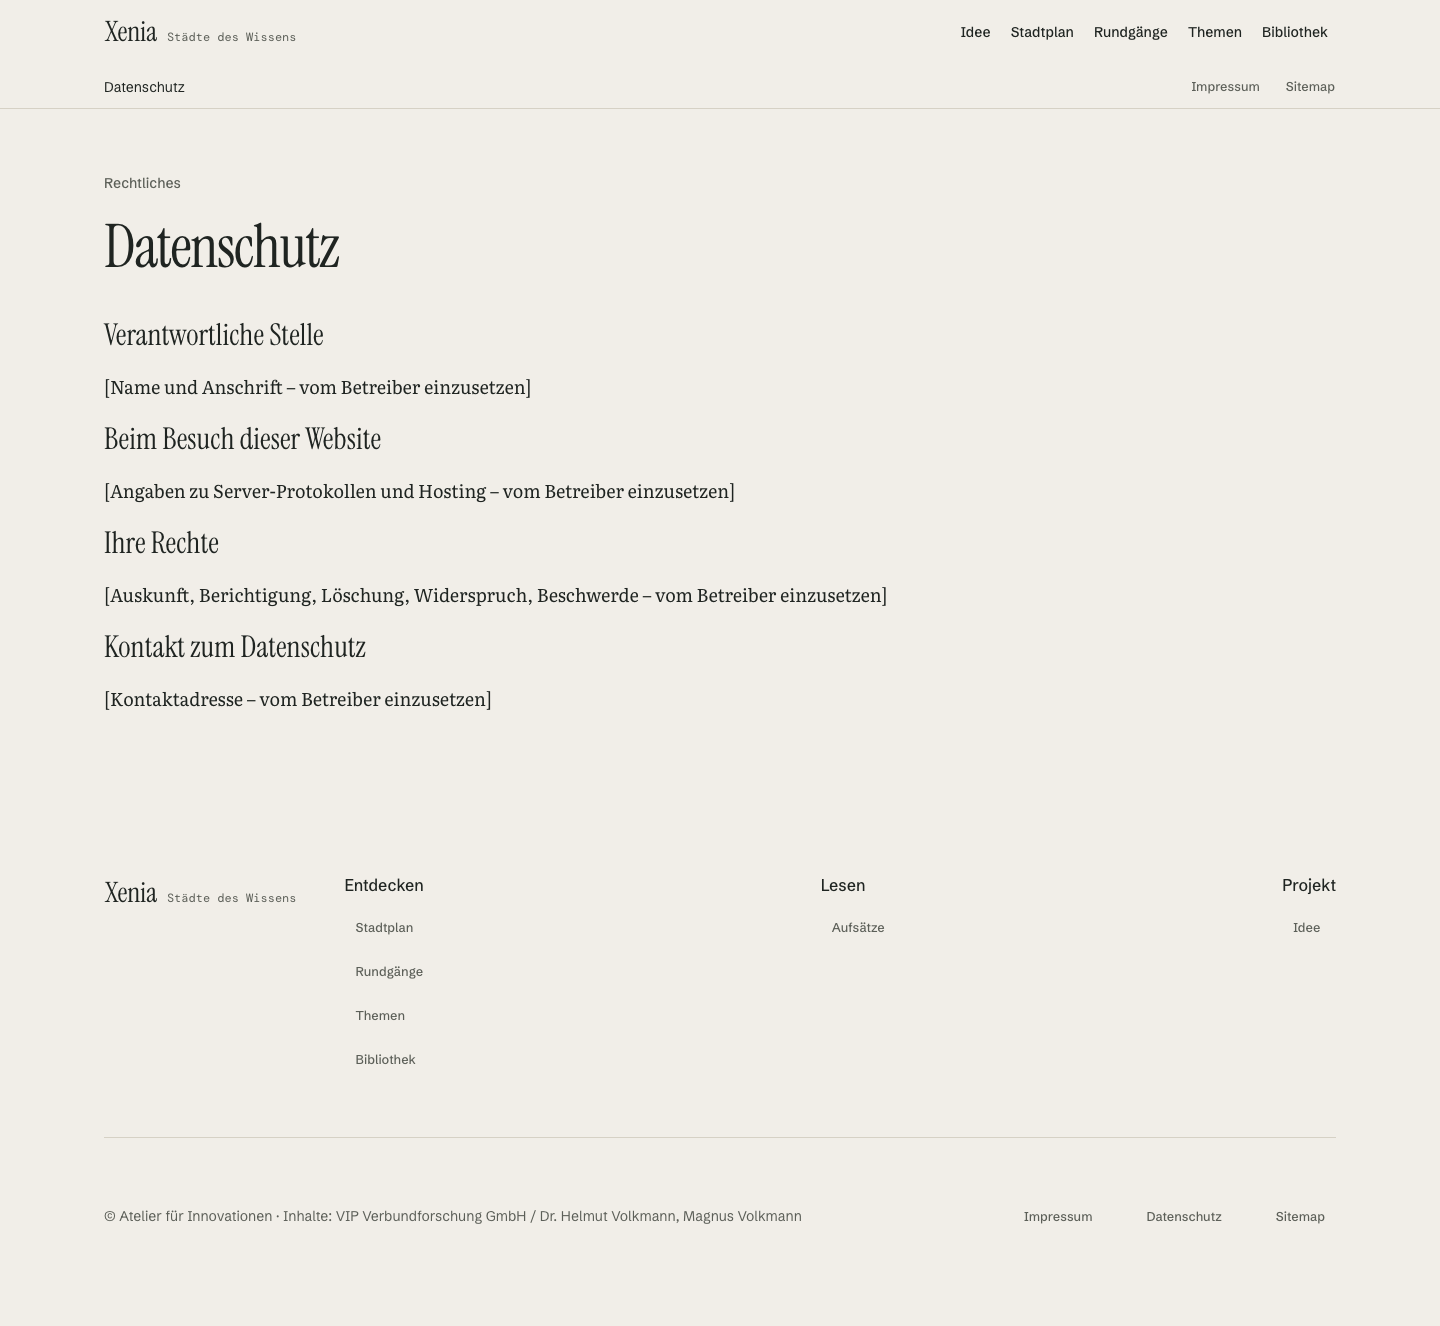 Xenia Städte des Wissens
Idee Stadtplan Rundgänge Themen Bibliothek
Datenschutz
Impressum Sitemap
Rechtliches
Datenschutz
Verantwortliche Stelle
[Name und Anschrift – vom Betreiber einzusetzen]
Beim Besuch dieser Website
[Angaben zu Server-Protokollen und Hosting – vom Betreiber einzusetzen]
Ihre Rechte
[Auskunft, Berichtigung, Löschung, Widerspruch, Beschwerde – vom Betreiber einzusetzen]
Kontakt zum Datenschutz
[Kontaktadresse – vom Betreiber einzusetzen]
Xenia Städte des Wissens
Entdecken
Stadtplan
Rundgänge
Themen
Bibliothek
Lesen
Aufsätze
Projekt
Idee
© Atelier für Innovationen · Inhalte: VIP Verbundforschung GmbH / Dr. Helmut Volkmann, Magnus Volkmann
Impressum Datenschutz Sitemap